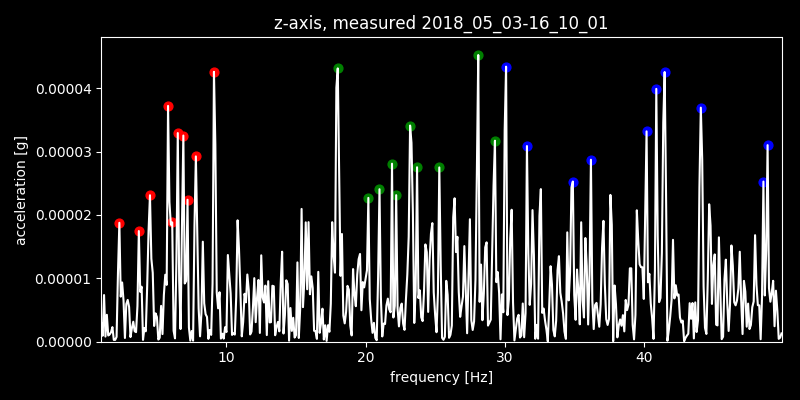 z-axis, measured 2018_05_03-16_10_01
0.00004
0.00003
0.00002
0.00001
0.00000
acceleration [g]
10 20 30 40
frequency [Hz]